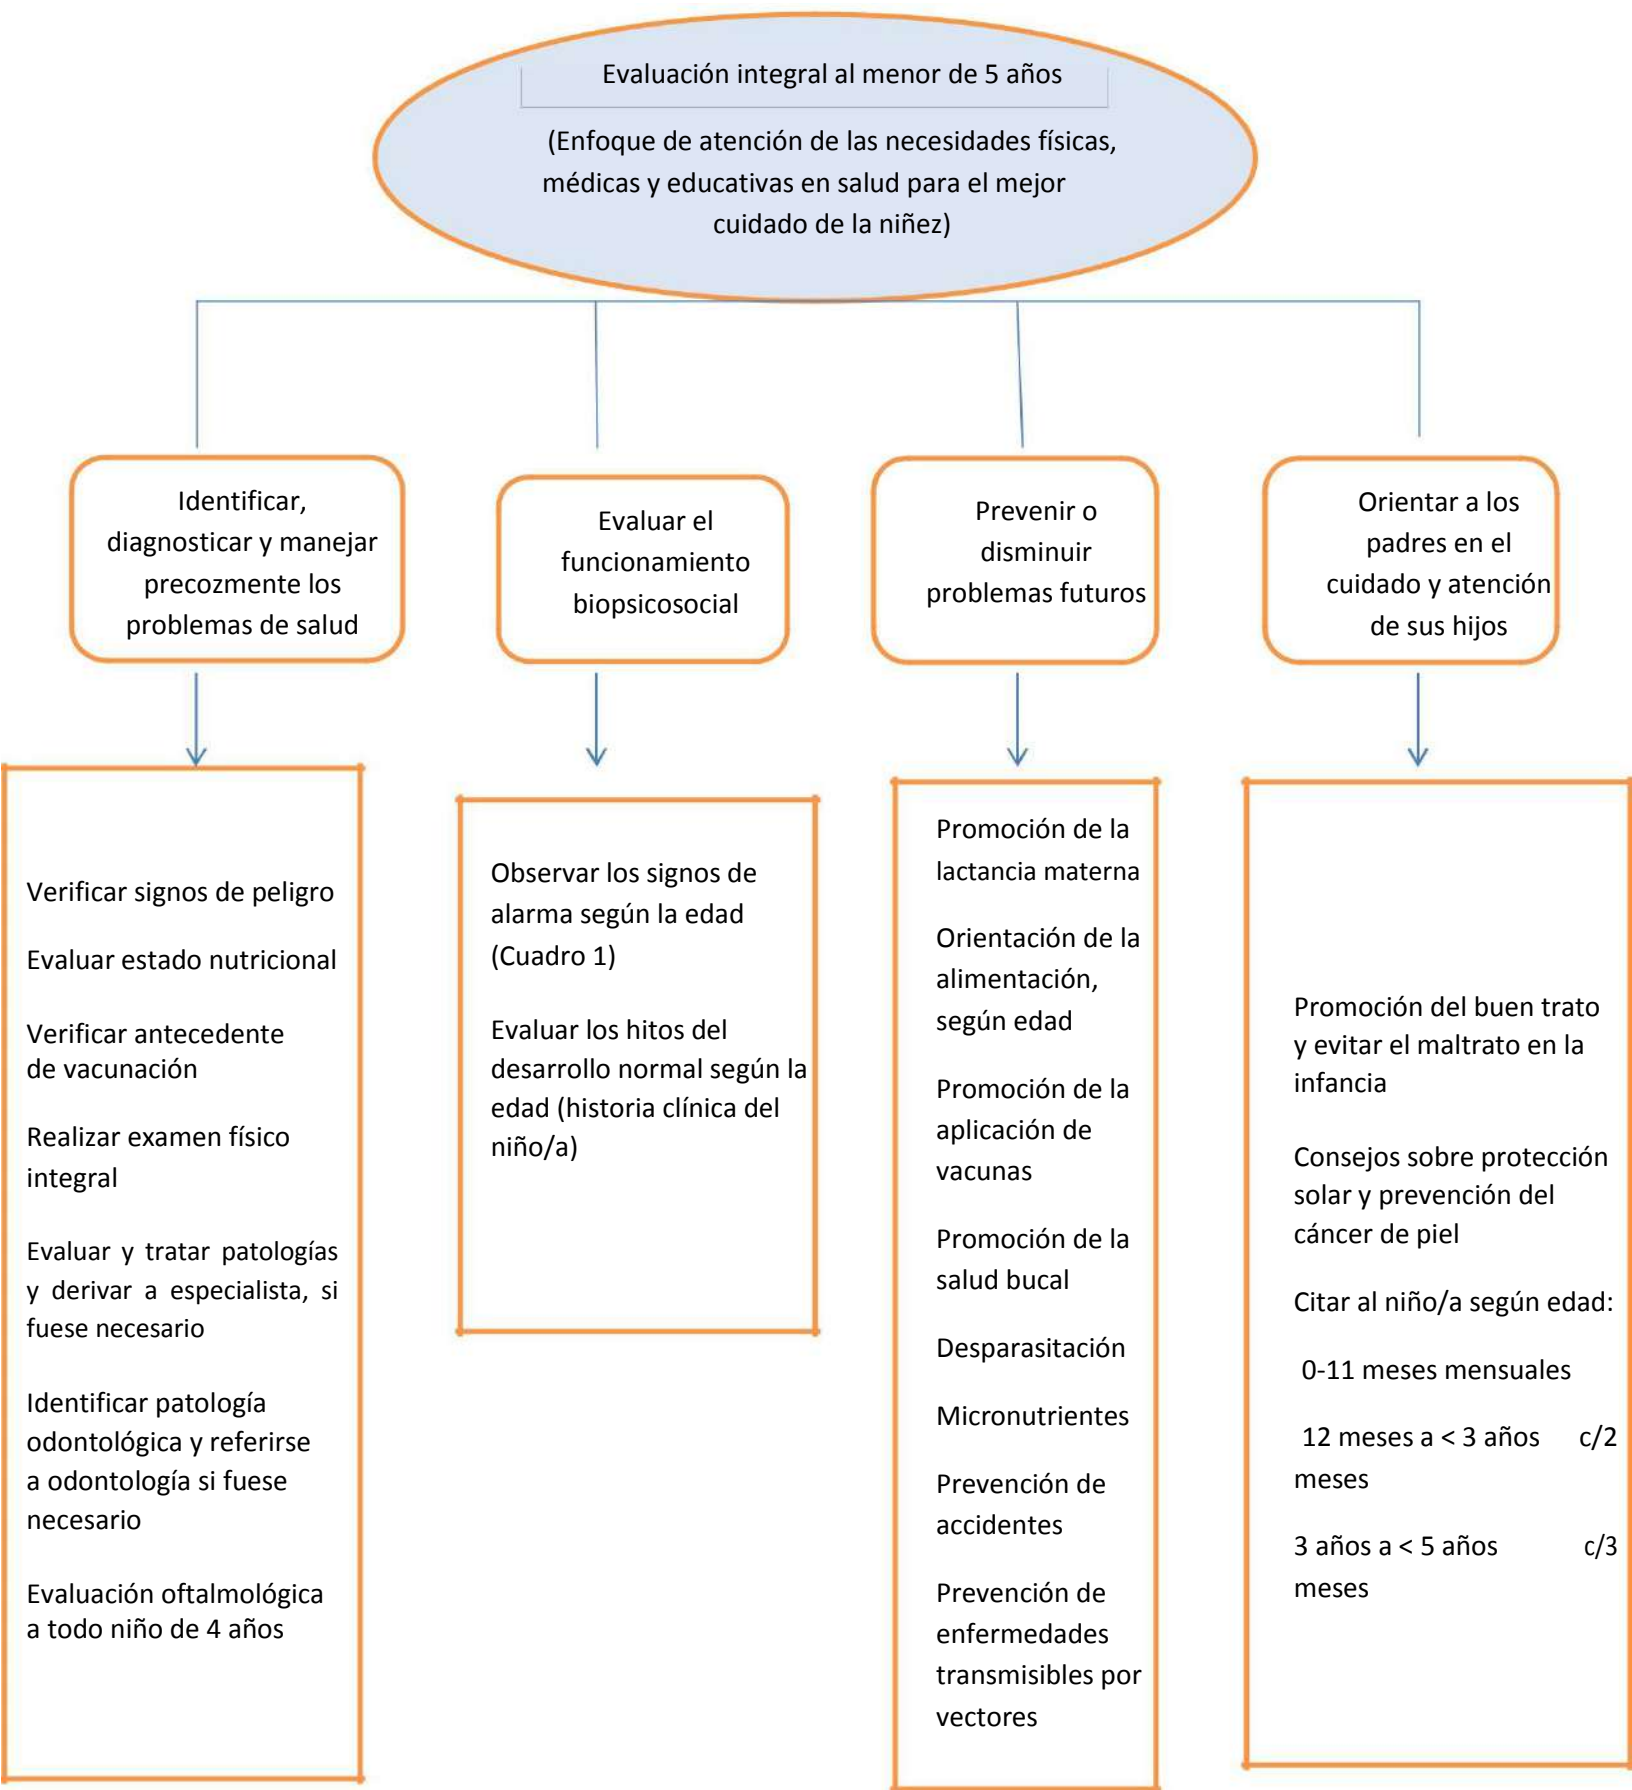 Evaluación integral al menor de 5 años
(Enfoque de atención de las necesidades físicas,
médicas y educativas en salud para el mejor
cuidado de la niñez)
Identificar,
diagnosticar y manejar
precozmente los
problemas de salud
Evaluar el
funcionamiento
biopsicosocial
Prevenir o
disminuir
problemas futuros
Orientar a los
padres en el
cuidado y atención
de sus hijos
Verificar signos de peligro
Evaluar estado nutricional
Verificar antecedente
de vacunación
Realizar examen físico
integral
Evaluar y tratar patologías
y derivar a especialista, si
fuese necesario
Identificar patología
odontológica y referirse
a odontología si fuese
necesario
Evaluación oftalmológica
a todo niño de 4 años
Observar los signos de
alarma según la edad
(Cuadro 1)
Evaluar los hitos del
desarrollo normal según la
edad (historia clínica del
niño/a)
Promoción de la
lactancia materna
Orientación de la
alimentación,
según edad
Promoción de la
aplicación de
vacunas
Promoción de la
salud bucal
Desparasitación
Micronutrientes
Prevención de
accidentes
Prevención de
enfermedades
transmisibles por
vectores
Promoción del buen trato
y evitar el maltrato en la
infancia
Consejos sobre protección
solar y prevención del
cáncer de piel
Citar al niño/a según edad:
0-11 meses mensuales
12 meses a < 3 años c/2
meses
3 años a < 5 años c/3
meses